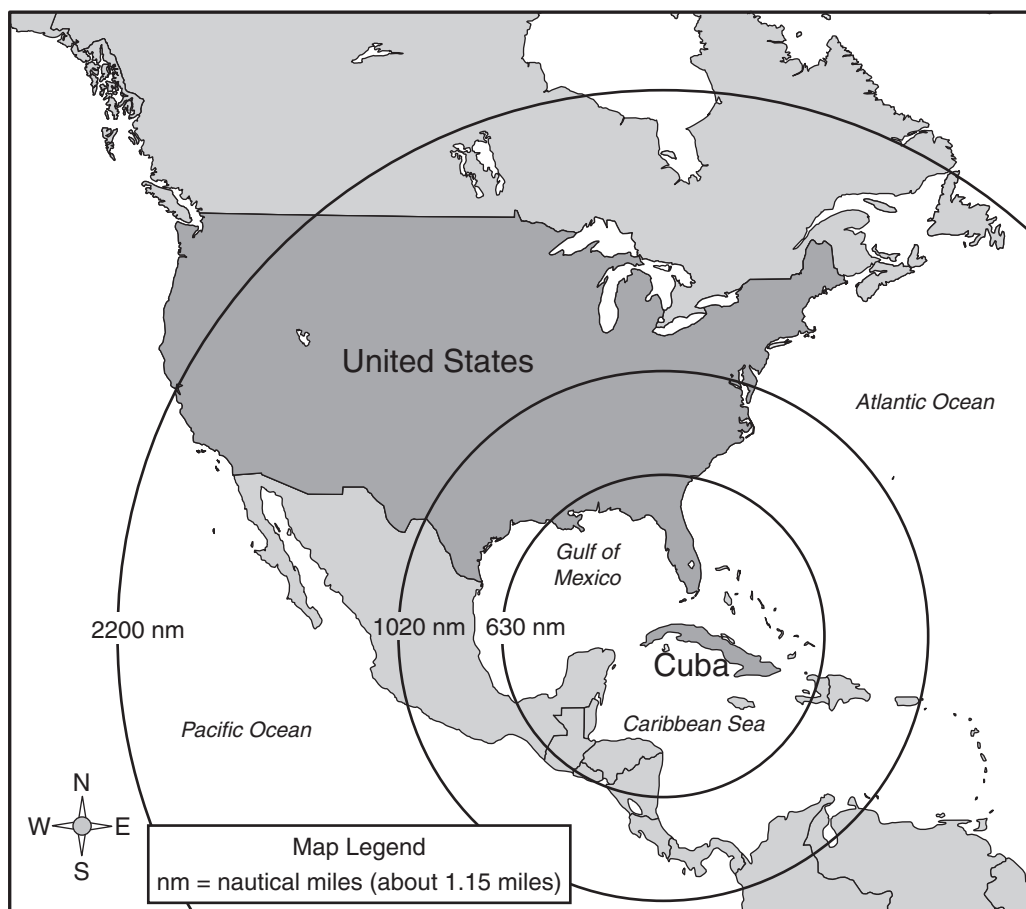 United States
Atlantic Ocean
Gulf of
Mexico
2200 nm
1020 nm
630 nm
Cuba
Pacific Ocean
Caribbean Sea
N
W
E
S
Map Legend
nm = nautical miles (about 1.15 miles)